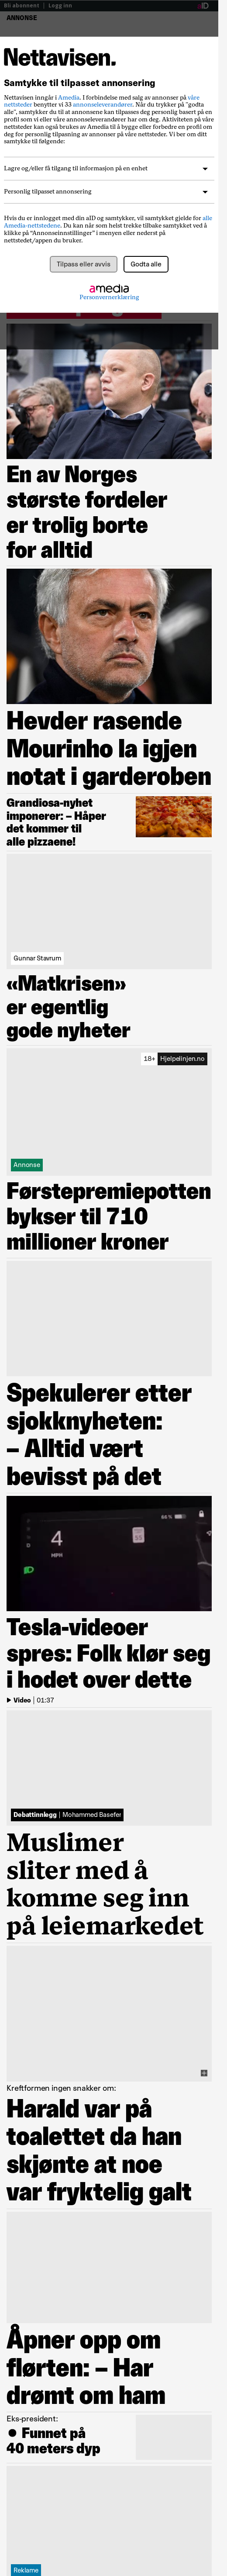 Bli abonnent | Logg inn
ANNONSE
Nettavisen.
Samtykke til tilpasset annonsering
Nettavisen inngår i Amedia. I forbindelse med salg av annonser på våre
nettsteder benytter vi 33 annonseleverandører. Når du trykker på "godta
alle", samtykker du til at annonsene kan tilpasses deg personlig basert på en
profil som vi eller våre annonseleverandører har om deg. Aktiviteten på våre
nettsteder kan også brukes av Amedia til å bygge eller forbedre en profil om
deg for personlig tilpasning av annonser på vårt nettsteder. Vi ber om ditt
samtykke til følgende:
Lagre og/eller få tilgang til informasjon på en enhet
Personlig tilpasset annonsering
Hvis du er innlogget med din aID og samtykker, vil samtykket gjelde for alle
Amedia-nettstedene. Du kan når som helst trekke tilbake samtykket ved å
klikke på “Annonseinnstillinger” i menyen eller nederst på
nettstedet/appen du bruker.
Tilpass eller avvis
Godta alle
amedia
Personvernerklæring
En av Norges
største fordeler
er trolig borte
for alltid
Hevder rasende
Mourinho la igjen
notat i garderoben
Grandiosa-nyhet
imponerer: – Håper
det kommer til
alle pizzaene!
Gunnar Stavrum
«Matkrisen»
er egentlig
gode nyheter
18+ Hjelpelinjen.no
Annonse
Førstepremiepotten
bykser til 710
millioner kroner
Spekulerer etter
sjokknyheten:
– Alltid vært
bevisst på det
4
MPH
Tesla-videoer
spres: Folk klør seg
i hodet over dette
Video | 01:37
Debattinnlegg | Mohammed Basefer
Muslimer
sliter med å
komme seg inn
på leiemarkedet
Kreftformen ingen snakker om:
Harald var på
toalettet da han
skjønte at noe
var fryktelig galt
Åpner opp om
flørten: – Har
drømt om ham
Eks-president:
● Funnet på
40 meters dyp
Reklame